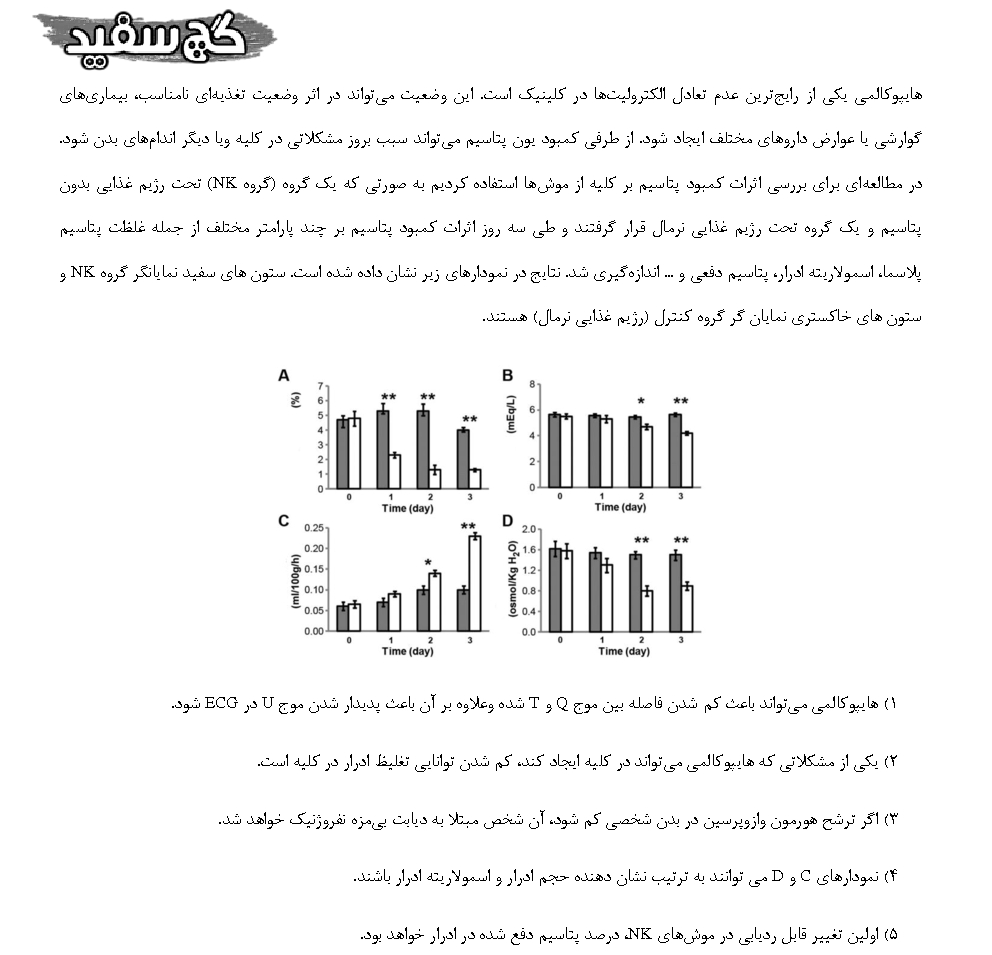 گچ سفید
هایپوکالمی یکی از رایج‌ترین عدم تعادل الکترولیت‌ها در کلینیک است. این وضعیت می‌تواند در اثر وضعیت تغذیه‌ای نامناسب، بیماری‌های
گوارشی یا عوارض داروهای مختلف ایجاد شود. از طرفی کمبود یون پتاسیم می‌تواند سبب بروز مشکلاتی در کلیه ویا دیگر اندام‌های بدن شود.
در مطالعه‌ای برای بررسی اثرات کمبود پتاسیم بر کلیه از موش‌ها استفاده کردیم به صورتی که یک گروه (گروه NK) تحت رژیم غذایی بدون
پتاسیم و یک گروه تحت رژیم غذایی نرمال قرار گرفتند و طی سه روز اثرات کمبود پتاسیم بر چند پارامتر مختلف از جمله غلظت پتاسیم
پلاسما، اسمولاریته ادرار، پتاسیم دفعی و ... اندازه‌گیری شد. نتایج در نمودارهای زیر نشان داده شده است. ستون های سفید نمایانگر گروه NK و
ستون های خاکستری نمایان گر گروه کنترل (رژیم غذایی نرمال) هستند.
A
(%)
7
6
5
4
3
2
1
0
** ** **
0 1 2 3
Time (day)
B
(mEq/L)
8
6
4
2
0
* **
0 1 2 3
Time (day)
C
(ml/100g/h)
0.25
0.20
0.15
0.10
0.05
0.00
* **
0 1 2 3
Time (day)
D
(osmol/Kg H2O)
2.0
1.6
1.2
0.8
0.4
0.0
** **
0 1 2 3
Time (day)
۱) هایپوکالمی می‌تواند باعث کم شدن فاصله بین موج Q و T شده وعلاوه بر آن باعث پدیدار شدن موج U در ECG شود.
۲) یکی از مشکلاتی که هایپوکالمی می‌تواند در کلیه ایجاد کند، کم شدن توانایی تغلیظ ادرار در کلیه است.
۳) اگر ترشح هورمون وازوپرسین در بدن شخصی کم شود، آن شخص مبتلا به دیابت بی‌مزه نفروژنیک خواهد شد.
۴) نمودارهای C و D می توانند به ترتیب نشان دهنده حجم ادرار و اسمولاریته ادرار باشند.
۵) اولین تغییر قابل ردیابی در موش‌های NK، درصد پتاسیم دفع شده در ادرار خواهد بود.